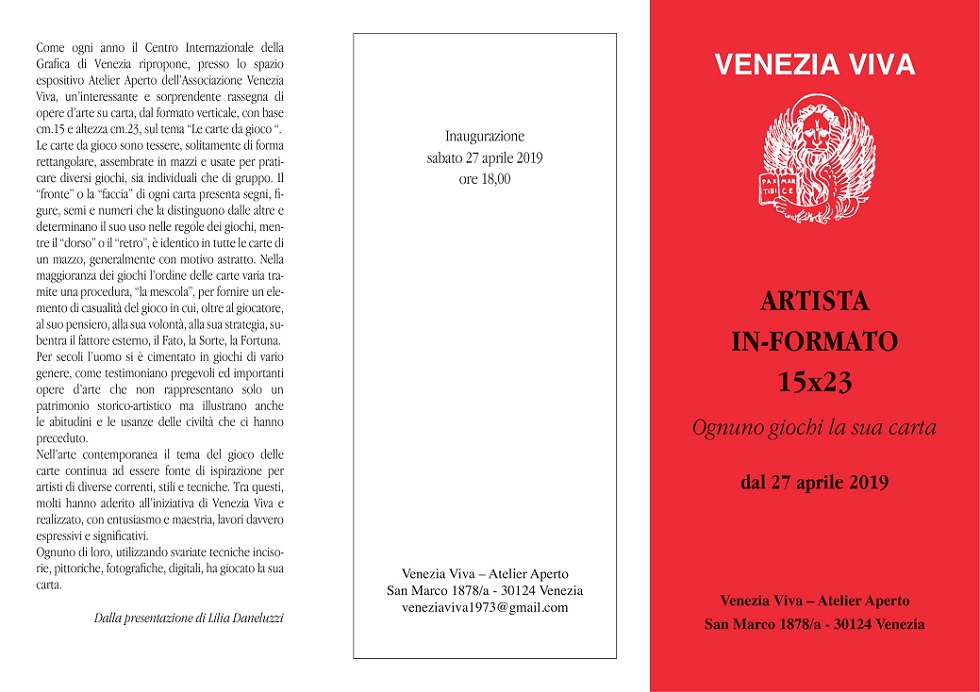 Come ogni anno il Centro Internazionale della
Grafica di Venezia ripropone, presso lo spazio
espositivo Atelier Aperto dell'Associazione Venezia
Viva, un'interessante e sorprendente rassegna di
opere d'arte su carta, dal formato verticale, con base
cm.15 e altezza cm.23, sul tema "Le carte da gioco ".
Le carte da gioco sono tessere, solitamente di forma
rettangolare, assembrate in mazzi e usate per prati-
care diversi giochi, sia individuali che di gruppo. Il
"fronte" o la "faccia" di ogni carta presenta segni, fi-
gure, semi e numeri che la distinguono dalle altre e
determinano il suo uso nelle regole dei giochi, men-
tre il "dorso" o il "retro", è identico in tutte le carte di
un mazzo, generalmente con motivo astratto. Nella
maggioranza dei giochi l'ordine delle carte varia tra-
mite una procedura, "la mescola", per fornire un ele-
mento di casualità del gioco in cui, oltre al giocatore,
al suo pensiero, alla sua volontà, alla sua strategia, su-
bentra il fattore esterno, il Fato, la Sorte, la Fortuna.
Per secoli l'uomo si è cimentato in giochi di vario
genere, come testimoniano pregevoli ed importanti
opere d'arte che non rappresentano solo un
patrimonio storico-artistico ma illustrano anche
le abitudini e le usanze delle civiltà che ci hanno
preceduto.
Nell'arte contemporanea il tema del gioco delle
carte continua ad essere fonte di ispirazione per
artisti di diverse correnti, stili e tecniche. Tra questi,
molti hanno aderito all'iniziativa di Venezia Viva e
realizzato, con entusiasmo e maestria, lavori davvero
espressivi e significativi.
Ognuno di loro, utilizzando svariate tecniche inciso-
rie, pittoriche, fotografiche, digitali, ha giocato la sua
carta.
Dalla presentazione di Lilia Daneluzzi
Inaugurazione
sabato 27 aprile 2019
ore 18,00
Venezia Viva – Atelier Aperto
San Marco 1878/a - 30124 Venezia
veneziaviva1973@gmail.com
VENEZIA VIVA
PAX MAR
TIBI CE
ARTISTA
IN-FORMATO
15x23
Ognuno giochi la sua carta
dal 27 aprile 2019
Venezia Viva – Atelier Aperto
San Marco 1878/a - 30124 Venezia